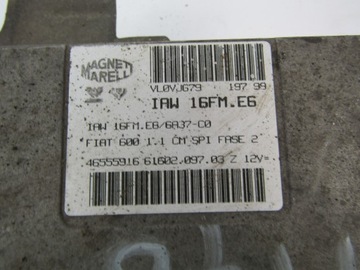 MAGNETI
MARELLI
VL0VJG79 197 99
IAW 16FM.E6
IAW 16FM.E6/6A37-C0
FIAT 600 1.1 CM SPI FASE 2
46555916 61602.097.03 Z 12V=